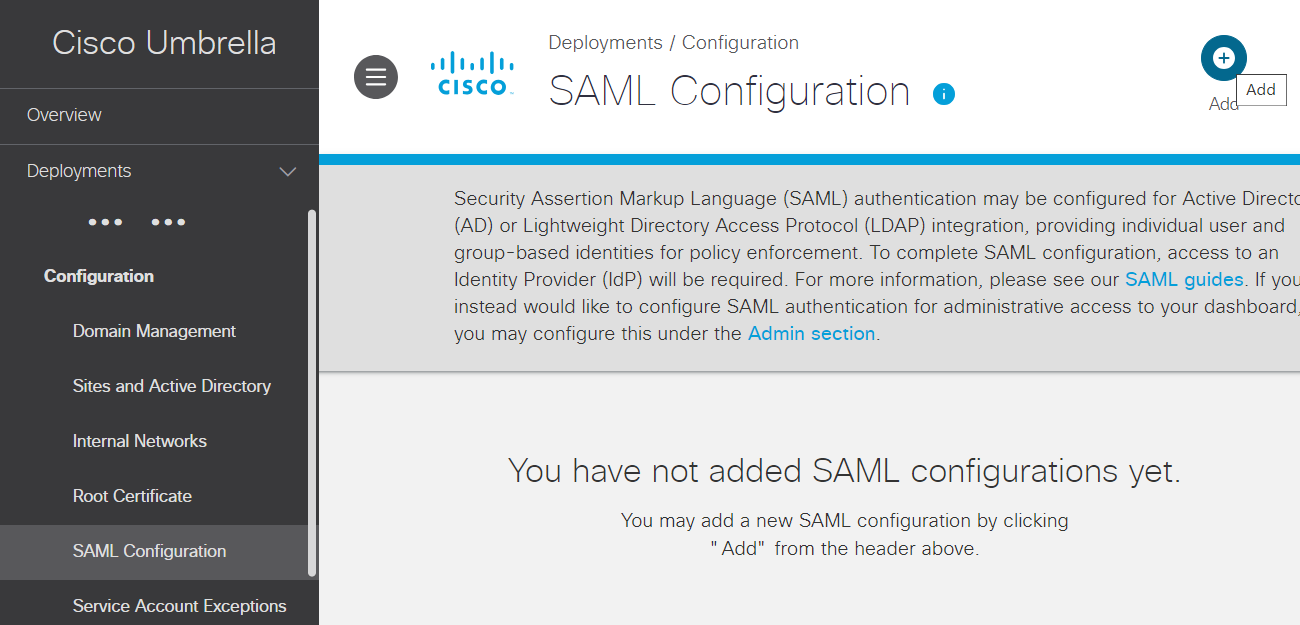 Cisco Umbrella
Overview
Deployments
Configuration
Domain Management
Sites and Active Directory
Internal Networks
Root Certificate
SAML Configuration
Service Account Exceptions
CISCO
Deployments / Configuration
SAML Configuration
Add
Add
Security Assertion Markup Language (SAML) authentication may be configured for Active Directo
(AD) or Lightweight Directory Access Protocol (LDAP) integration, providing individual user and
group-based identities for policy enforcement. To complete SAML configuration, access to an
Identity Provider (IdP) will be required. For more information, please see our SAML guides. If you
instead would like to configure SAML authentication for administrative access to your dashboard,
you may configure this under the Admin section.
You have not added SAML configurations yet.
You may add a new SAML configuration by clicking
"Add" from the header above.